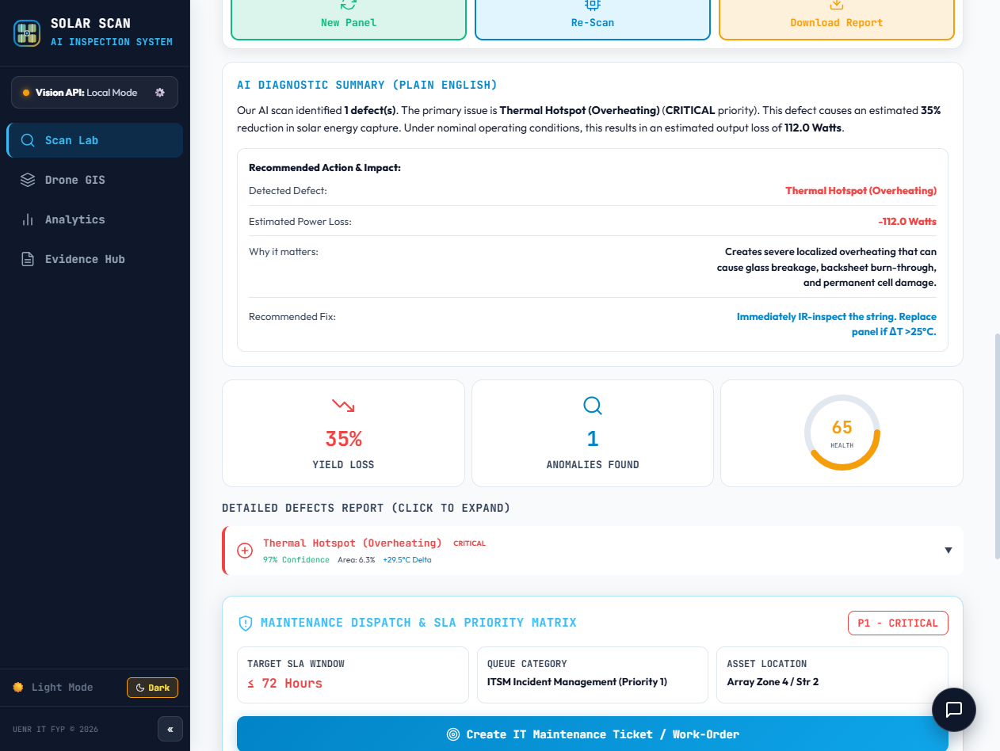 SOLAR SCAN
AI INSPECTION SYSTEM
Vision API: Local Mode
Scan Lab
Drone GIS
Analytics
Evidence Hub
Light Mode
Dark
UENR IT FYP © 2026
«
New Panel
Re-Scan
Download Report
AI DIAGNOSTIC SUMMARY (PLAIN ENGLISH)
Our AI scan identified 1 defect(s). The primary issue is Thermal Hotspot (Overheating) (CRITICAL priority). This defect causes an estimated 35%
reduction in solar energy capture. Under nominal operating conditions, this results in an estimated output loss of 112.0 Watts.
Recommended Action & Impact:
Detected Defect:
Thermal Hotspot (Overheating)
Estimated Power Loss:
-112.0 Watts
Why it matters:
Creates severe localized overheating that can
cause glass breakage, backsheet burn-through,
and permanent cell damage.
Recommended Fix:
Immediately IR-inspect the string. Replace
panel if ΔT >25°C.
35%
YIELD LOSS
1
ANOMALIES FOUND
65
HEALTH
DETAILED DEFECTS REPORT (CLICK TO EXPAND)
Thermal Hotspot (Overheating) CRITICAL
97% Confidence Area: 6.3% +29.5°C Delta
▼
MAINTENANCE DISPATCH & SLA PRIORITY MATRIX
P1 - CRITICAL
TARGET SLA WINDOW
≤ 72 Hours
QUEUE CATEGORY
ITSM Incident Management (Priority 1)
ASSET LOCATION
Array Zone 4 / Str 2
Create IT Maintenance Ticket / Work-Order